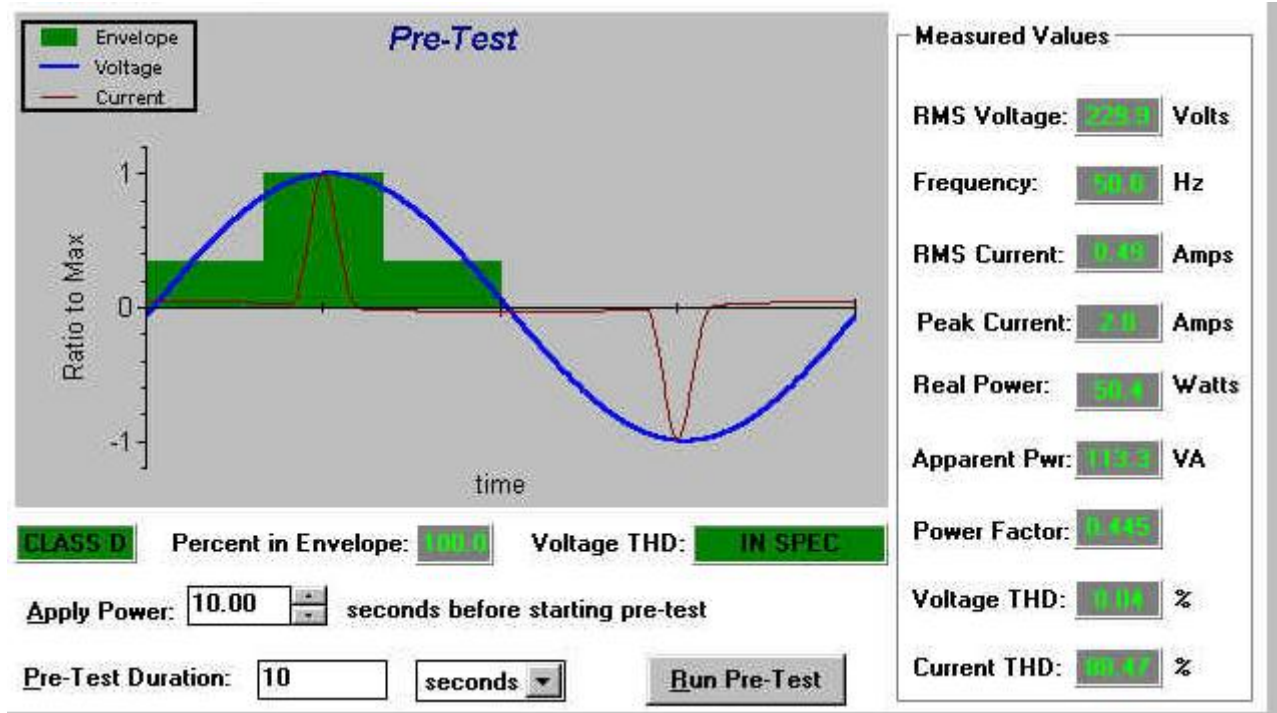 Envelope
Voltage
Current
Pre-Test
1
0
-1
Ratio to Max
time
CLASS D
Percent in Envelope: 100.0
Voltage THD: IN SPEC
Apply Power: 10.00 seconds before starting pre-test
Pre-Test Duration: 10 seconds
Run Pre-Test
Measured Values
RMS Voltage: 229.9 Volts
Frequency: 50.0 Hz
RMS Current: 0.49 Amps
Peak Current: Amps
Real Power: 50.4 Watts
Apparent Pwr: 113.3 VA
Power Factor: 0.445
Voltage THD: 0.04 %
Current THD: %